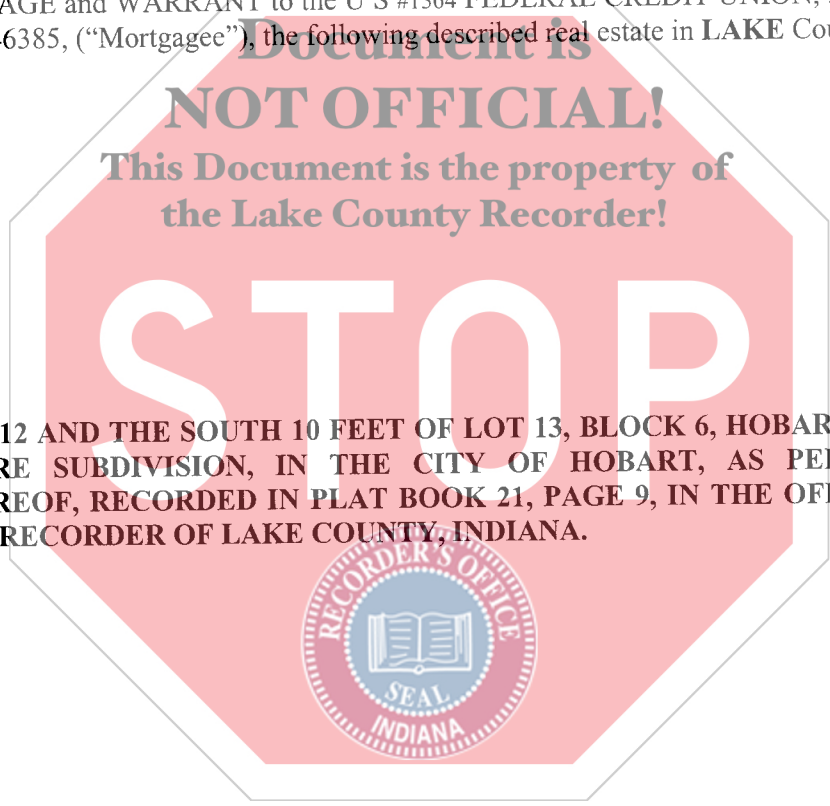 AGE and WARRANT to the U S #1364 FEDERAL CREDIT UNION,
46385, ("Mortgagee"), the following described real estate in LAKE Cou
Document is
NOT OFFICIAL!
This Document is the property of
the Lake County Recorder!
STOP
12 AND THE SOUTH 10 FEET OF LOT 13, BLOCK 6, HOBAR
RE SUBDIVISION, IN THE CITY OF HOBART, AS PE
REOF, RECORDED IN PLAT BOOK 21, PAGE 9, IN THE OF
RECORDER OF LAKE COUNTY, INDIANA.
RECORDER'S OFFICE
SEAL
INDIANA